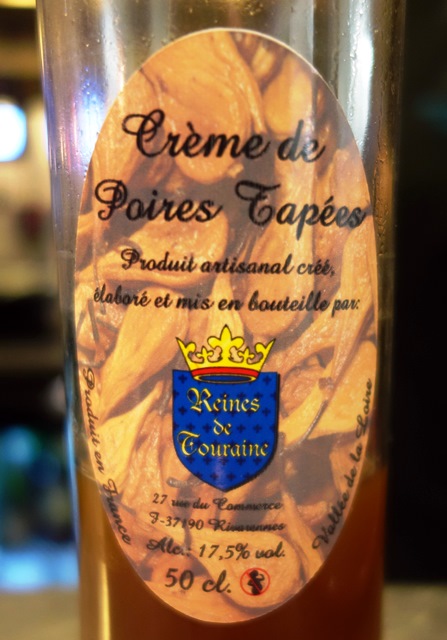 Crème de
Poires Tapées
Produit artisanal créé,
élaboré et mis en bouteille par:
Reines
de
Touraine
Produit en France
Vallée de la Loire
27 rue du Commerce
F-37190 Rivarennes
Alc.: 17,5% vol.
50 cl.